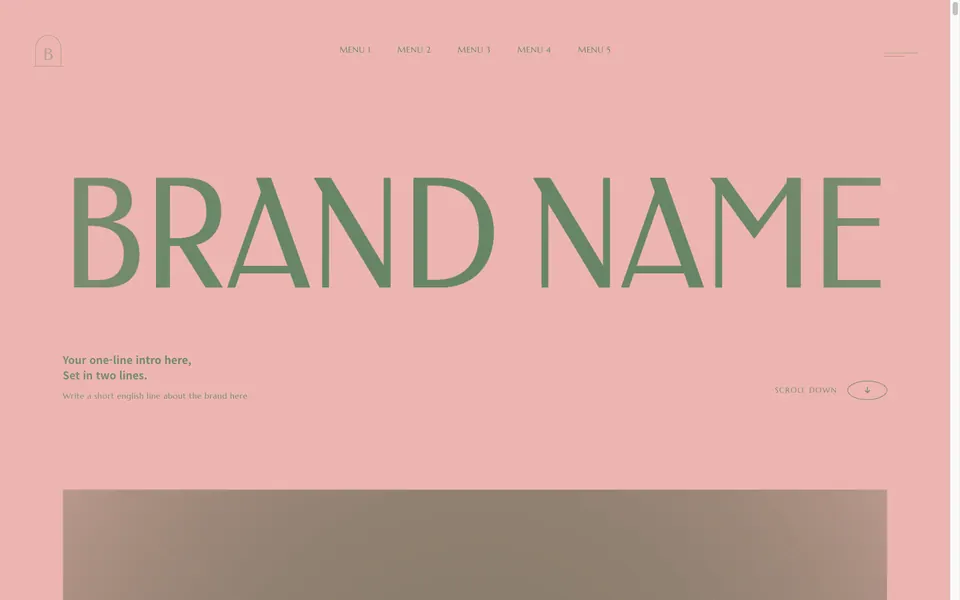 B
MENU 1 MENU 2 MENU 3 MENU 4 MENU 5
BRAND NAME
Your one-line intro here,
Set in two lines.
Write a short english line about the brand here.
SCROLL DOWN